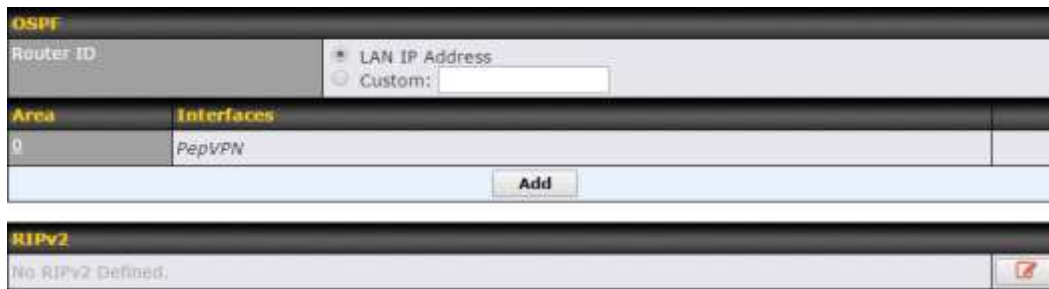 OSPF
Router ID
LAN IP Address
Custom:
Area Interfaces
0 PepVPN
Add
RIPv2
No RIPv2 Defined.